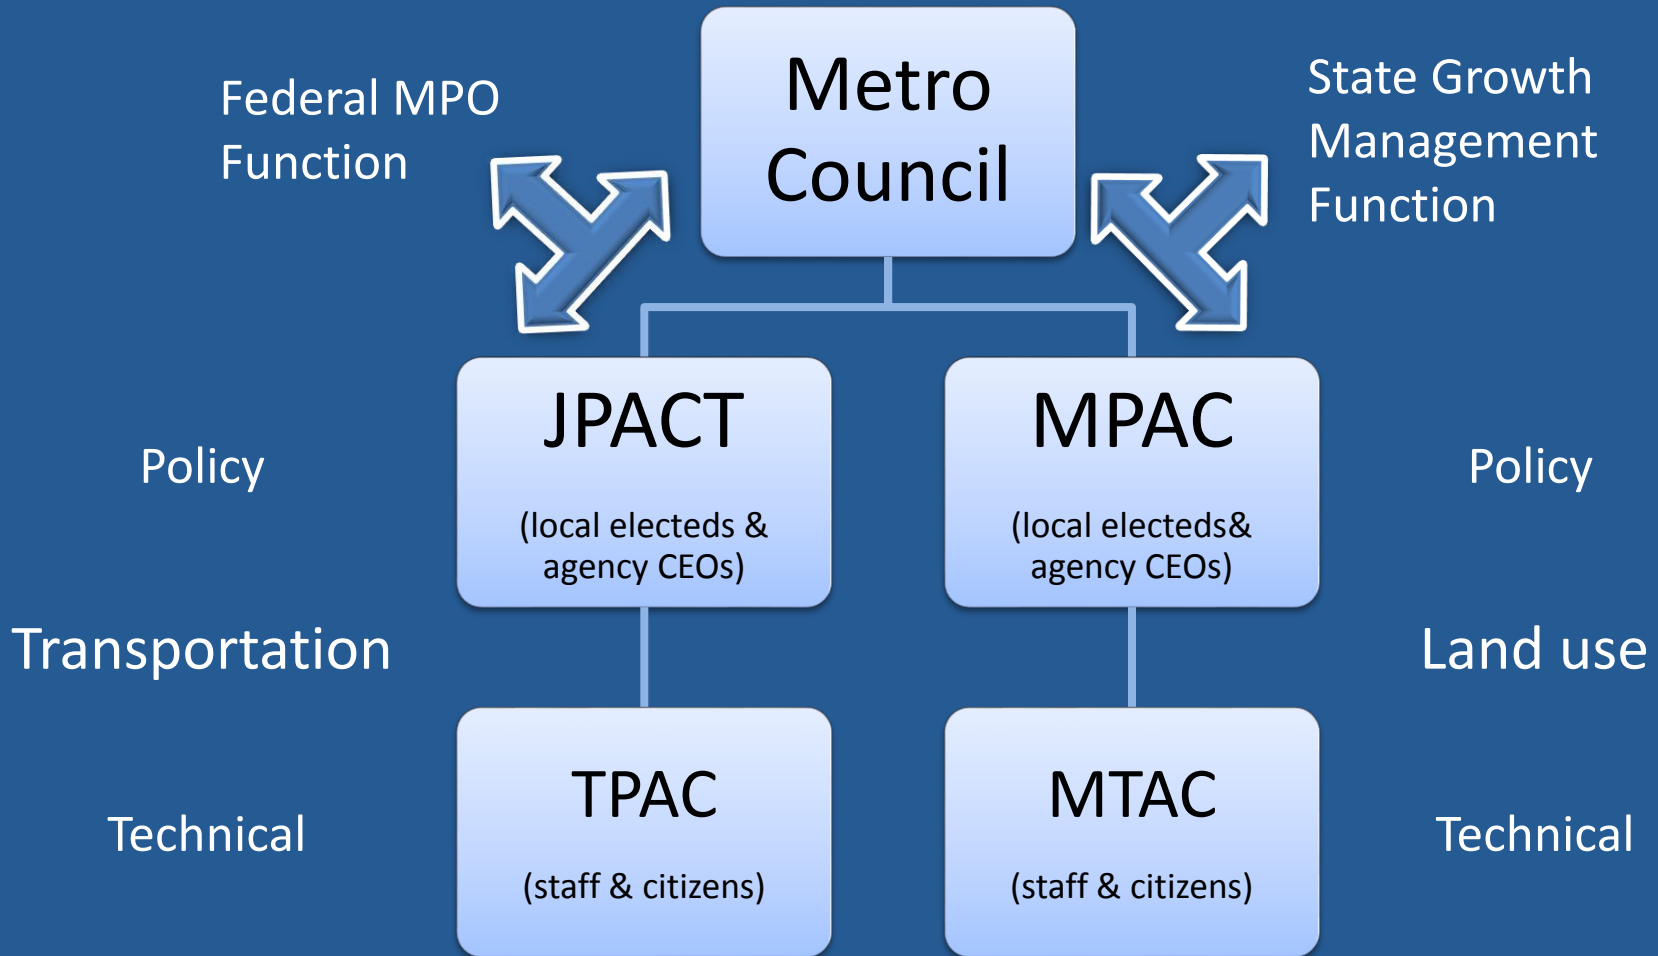 Federal MPO
Function
Metro
Council
State Growth
Management
Function
Policy
JPACT
(local electeds &
agency CEOs)
MPAC
(local electeds&
agency CEOs)
Policy
Transportation
Land use
Technical
TPAC
(staff & citizens)
MTAC
(staff & citizens)
Technical